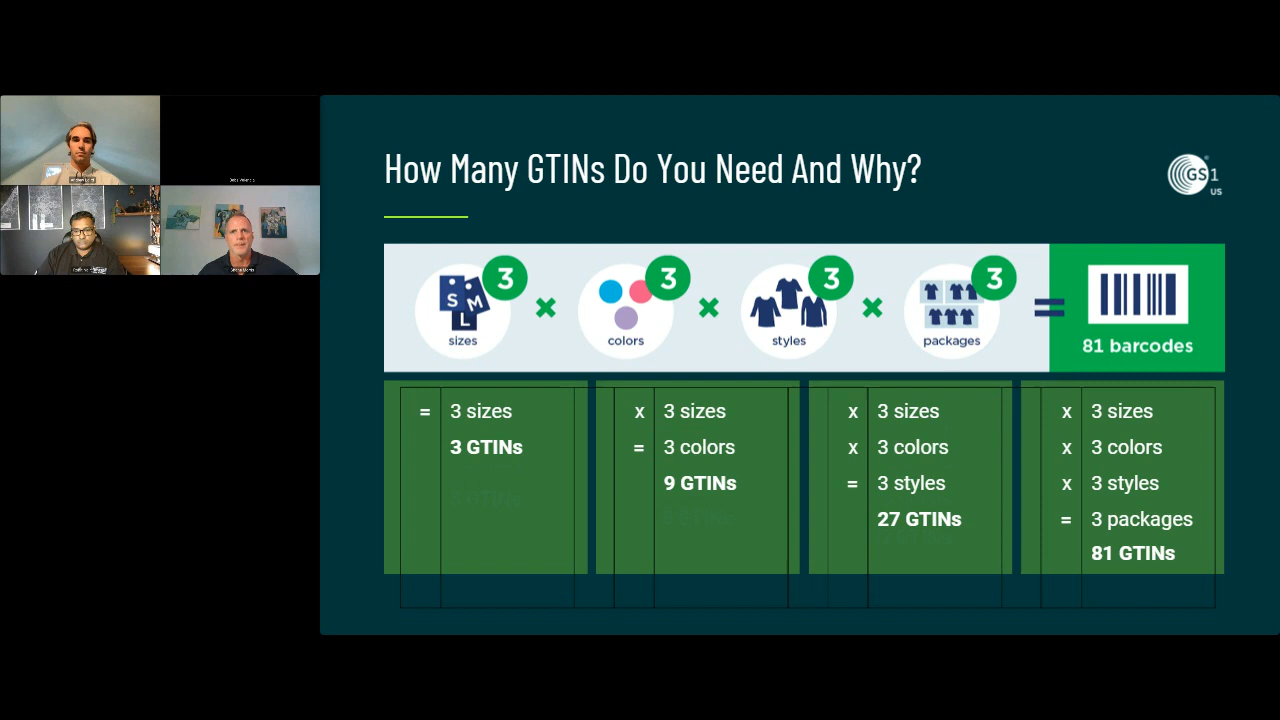 How Many GTINs Do You Need And Why?
GS1
US
3
3
3
3
S
M
L
sizes
colors
styles
packages
81 barcodes
= 3 sizes
3 GTINs
x 3 sizes
= 3 colors
9 GTINs
x 3 sizes
x 3 colors
= 3 styles
27 GTINs
x 3 sizes
x 3 colors
x 3 styles
= 3 packages
81 GTINs